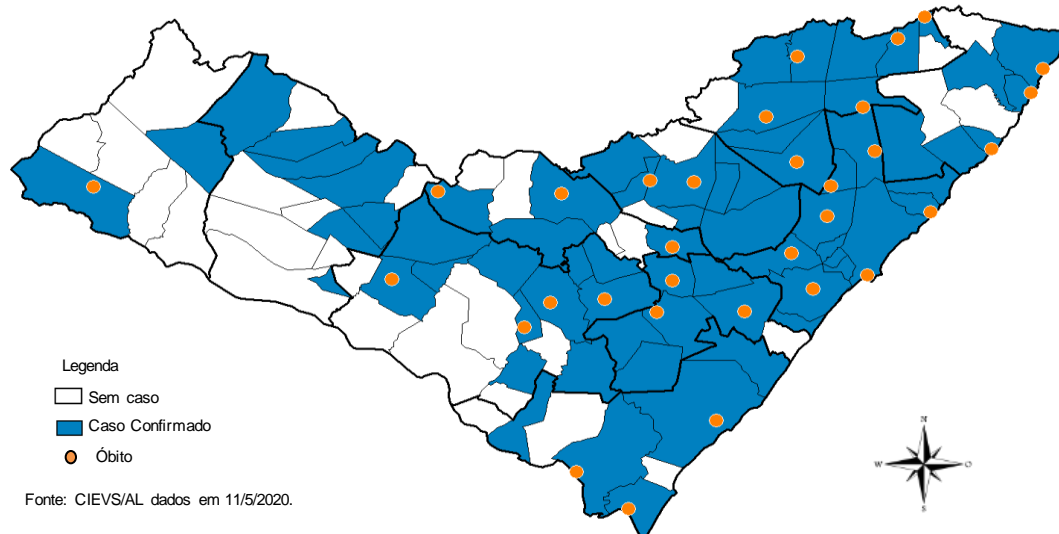 Legenda
Sem caso
Caso Confirmado
Óbito
Fonte: CIEVS/AL dados em 11/5/2020.
N
W
O
S